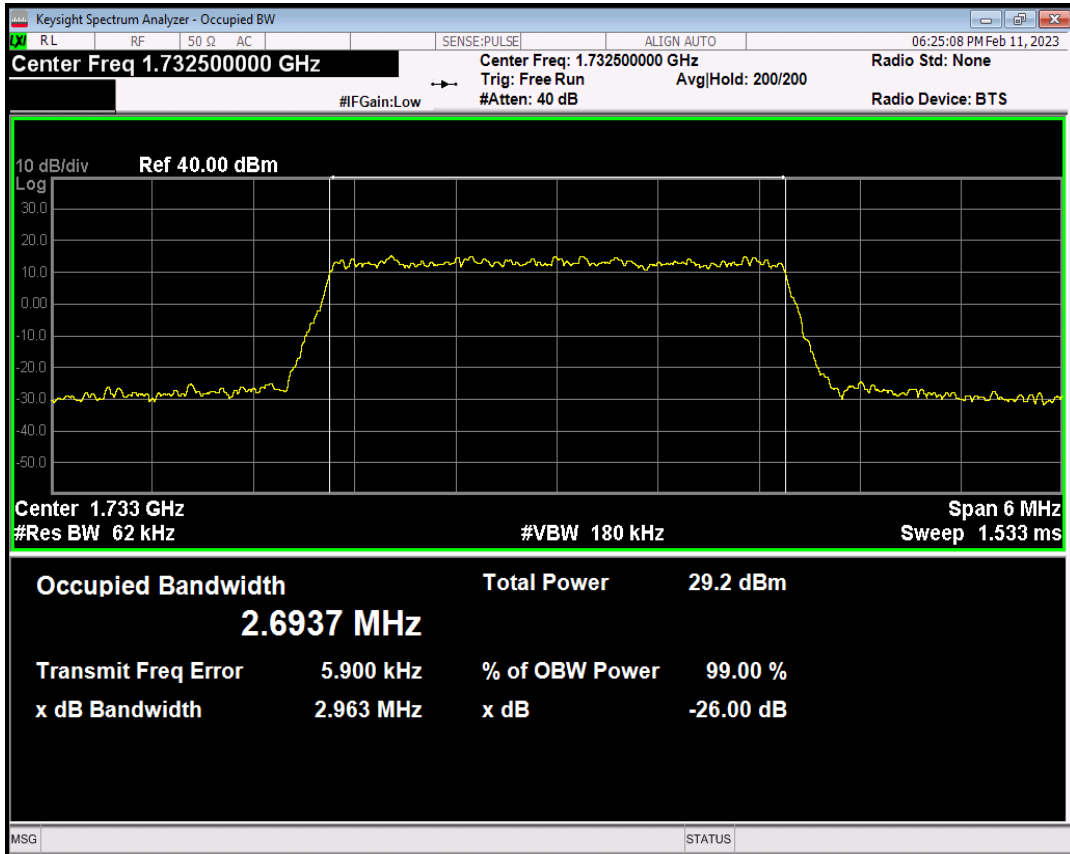 Keysight Spectrum Analyzer - Occupied BW
LXI RL RF 50 Ω AC SENSE:PULSE ALIGN AUTO 06:25:08 PM Feb 11, 2023
Center Freq 1.732500000 GHz
Center Freq: 1.732500000 GHz Radio Std: None
Trig: Free Run Avg|Hold: 200/200
#IFGain:Low #Atten: 40 dB Radio Device: BTS
10 dB/div Ref 40.00 dBm
Log
30.0
20.0
10.0
0.00
-10.0
-20.0
-30.0
-40.0
-50.0
Center 1.733 GHz Span 6 MHz
#Res BW 62 kHz #VBW 180 kHz Sweep 1.533 ms
Occupied Bandwidth Total Power 29.2 dBm
2.6937 MHz
Transmit Freq Error 5.900 kHz % of OBW Power 99.00 %
x dB Bandwidth 2.963 MHz x dB -26.00 dB
MSG STATUS